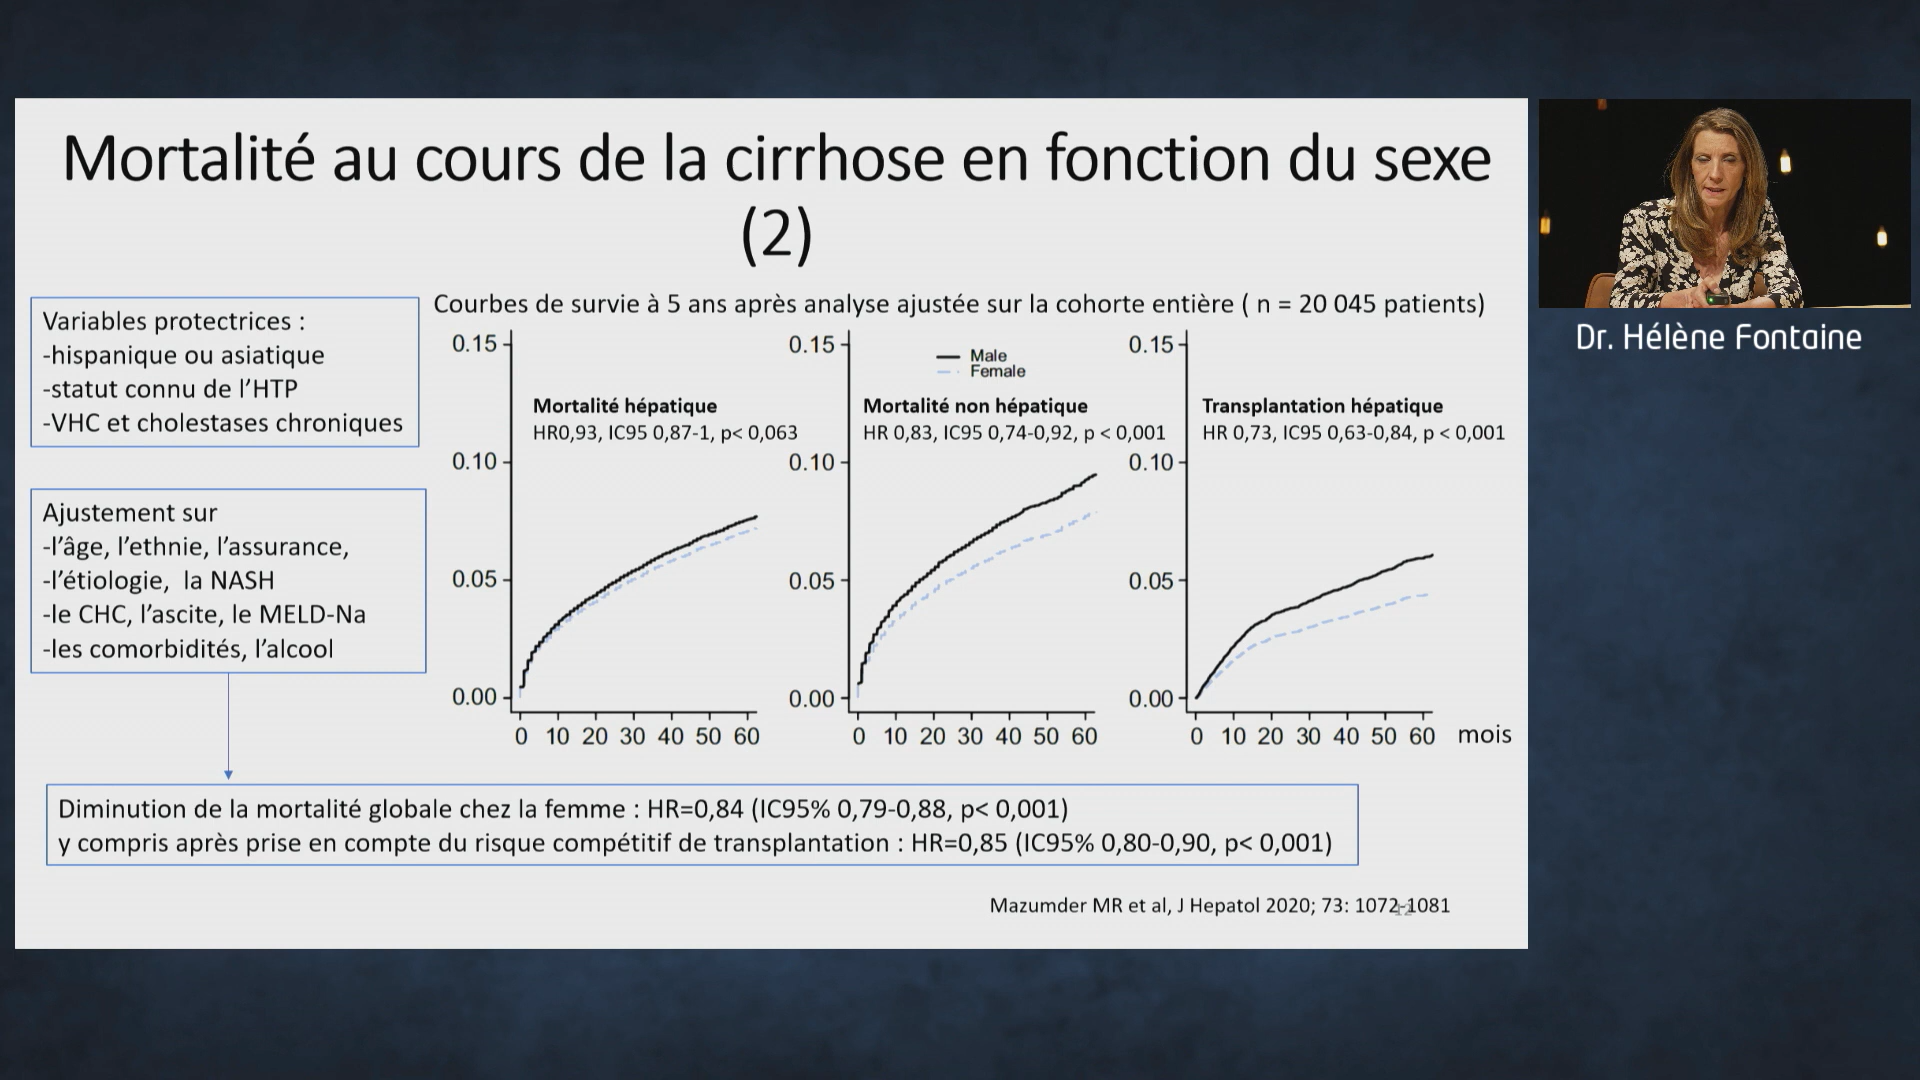 Mortalité au cours de la cirrhose en fonction du sexe
(2)
Variables protectrices :
-hispanique ou asiatique
-statut connu de l'HTP
-VHC et cholestases chroniques
Ajustement sur
-l'âge, l'ethnie, l'assurance,
-l'étiologie, la NASH
-le CHC, l'ascite, le MELD-Na
-les comorbidités, l'alcool
Courbes de survie à 5 ans après analyse ajustée sur la cohorte entière ( n = 20 045 patients)
0.15
0.10
0.05
0.00
Mortalité hépatique
HR0,93, IC95 0,87-1, p< 0,063
0 10 20 30 40 50 60
0.15
0.10
0.05
0.00
Male
Female
Mortalité non hépatique
HR 0,83, IC95 0,74-0,92, p < 0,001
0 10 20 30 40 50 60
0.15
0.10
0.05
0.00
Transplantation hépatique
HR 0,73, IC95 0,63-0,84, p < 0,001
0 10 20 30 40 50 60 mois
Diminution de la mortalité globale chez la femme : HR=0,84 (IC95% 0,79-0,88, p< 0,001)
y compris après prise en compte du risque compétitif de transplantation : HR=0,85 (IC95% 0,80-0,90, p< 0,001)
Mazumder MR et al, J Hepatol 2020; 73: 1072-1081
12
Dr. Hélène Fontaine